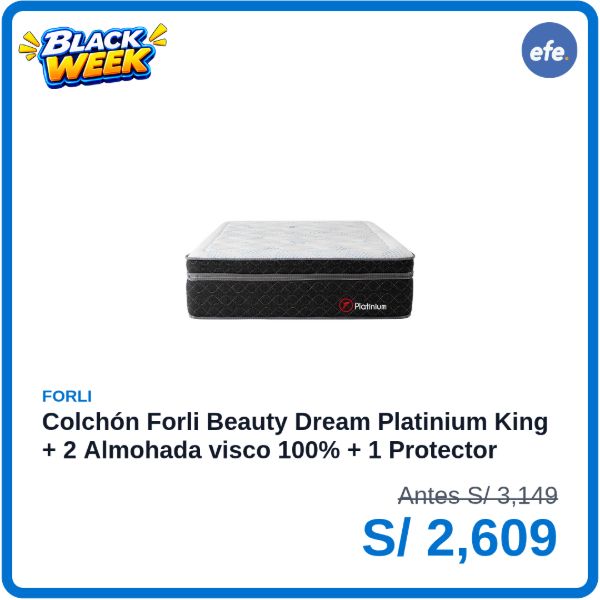 BLACK
WEEK
efe.
Platinium
FORLI
Colchón Forli Beauty Dream Platinium King
+ 2 Almohada visco 100% + 1 Protector
Antes S/ 3,149
S/ 2,609